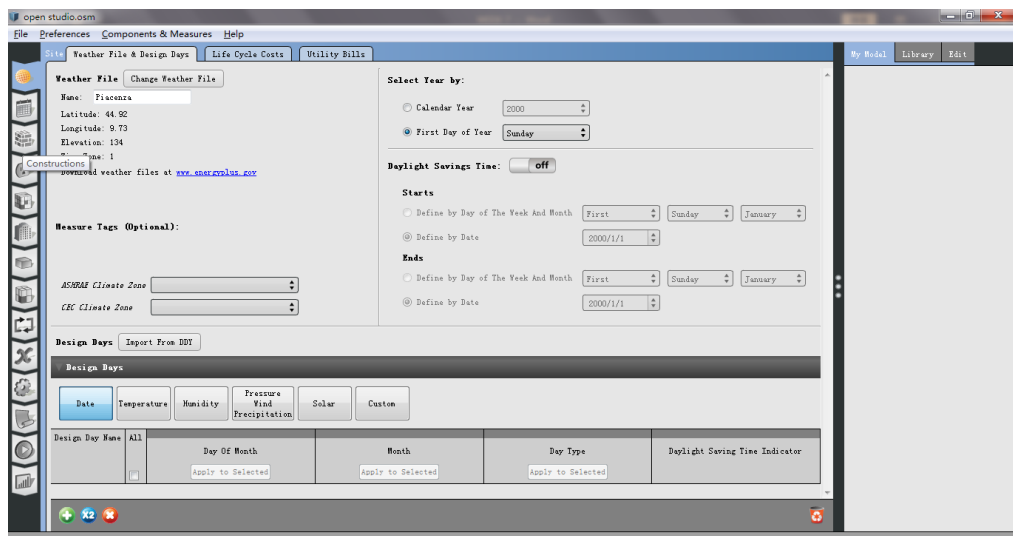 open studio.osm
File Preferences Components & Measures Help
Site Weather File & Design Days Life Cycle Costs Utility Bills My Model Library Edit
Weather File Change Weather File
Name: Piacenza
Latitude: 44.92
Longitude: 9.73
Elevation: 134
Zone: 1
Constructions
Download weather files at www.energyplus.gov
Measure Tags (Optional):
ASHRAE Climate Zone
CEC Climate Zone
Select Year by:
Calendar Year 2000
First Day of Year Sunday
Daylight Savings Time: off
Starts
Define by Day of The Week And Month First Sunday January
Define by Date 2000/1/1
Ends
Define by Day of The Week And Month First Sunday January
Define by Date 2000/1/1
Design Days Import From DDY
Design Days
Date Temperature Humidity Pressure Wind Precipitation Solar Custom
Design Day Name All Day Of Month Month Day Type Daylight Saving Time Indicator
Apply to Selected Apply to Selected Apply to Selected
X2